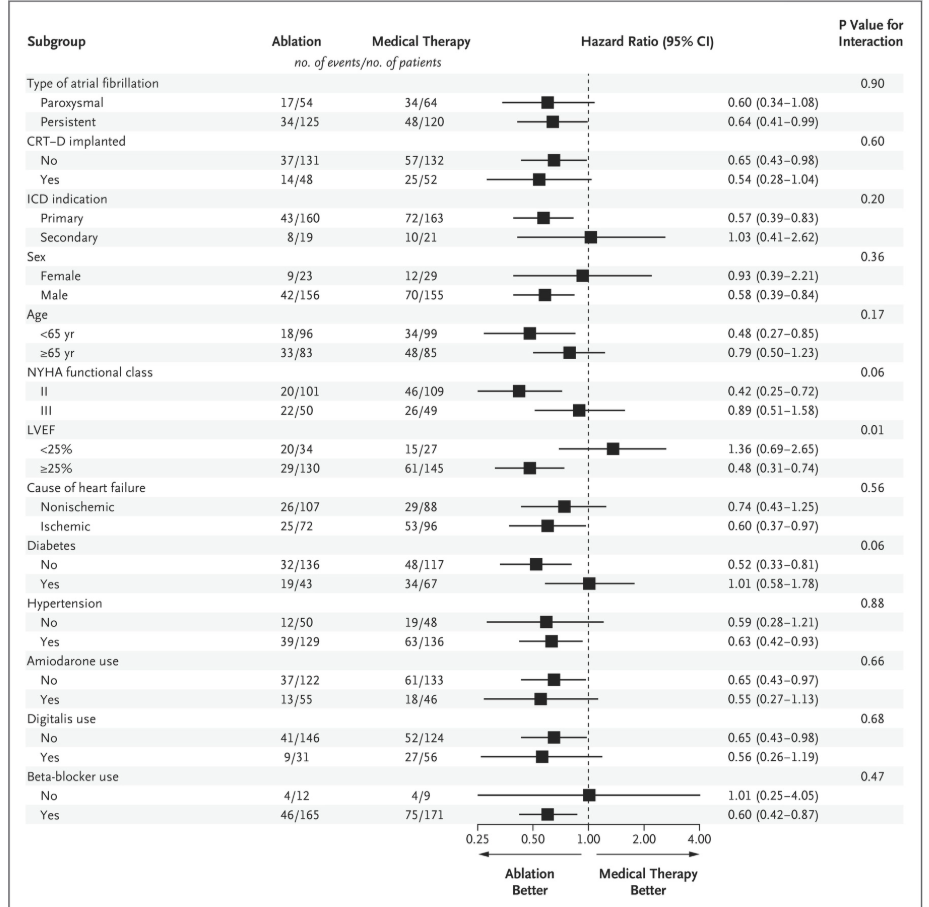 Subgroup Ablation Medical Therapy Hazard Ratio (95% CI) P Value for Interaction
no. of events/no. of patients
Type of atrial fibrillation 0.90
Paroxysmal 17/54 34/64 0.60 (0.34–1.08)
Persistent 34/125 48/120 0.64 (0.41–0.99)
CRT–D implanted 0.60
No 37/131 57/132 0.65 (0.43–0.98)
Yes 14/48 25/52 0.54 (0.28–1.04)
ICD indication 0.20
Primary 43/160 72/163 0.57 (0.39–0.83)
Secondary 8/19 10/21 1.03 (0.41–2.62)
Sex 0.36
Female 9/23 12/29 0.93 (0.39–2.21)
Male 42/156 70/155 0.58 (0.39–0.84)
Age 0.17
<65 yr 18/96 34/99 0.48 (0.27–0.85)
≥65 yr 33/83 48/85 0.79 (0.50–1.23)
NYHA functional class 0.06
II 20/101 46/109 0.42 (0.25–0.72)
III 22/50 26/49 0.89 (0.51–1.58)
LVEF 0.01
<25% 20/34 15/27 1.36 (0.69–2.65)
≥25% 29/130 61/145 0.48 (0.31–0.74)
Cause of heart failure 0.56
Nonischemic 26/107 29/88 0.74 (0.43–1.25)
Ischemic 25/72 53/96 0.60 (0.37–0.97)
Diabetes 0.06
No 32/136 48/117 0.52 (0.33–0.81)
Yes 19/43 34/67 1.01 (0.58–1.78)
Hypertension 0.88
No 12/50 19/48 0.59 (0.28–1.21)
Yes 39/129 63/136 0.63 (0.42–0.93)
Amiodarone use 0.66
No 37/122 61/133 0.65 (0.43–0.97)
Yes 13/55 18/46 0.55 (0.27–1.13)
Digitalis use 0.68
No 41/146 52/124 0.65 (0.43–0.98)
Yes 9/31 27/56 0.56 (0.26–1.19)
Beta-blocker use 0.47
No 4/12 4/9 1.01 (0.25–4.05)
Yes 46/165 75/171 0.60 (0.42–0.87)
0.25 0.50 1.00 2.00 4.00
Ablation Better
Medical Therapy Better